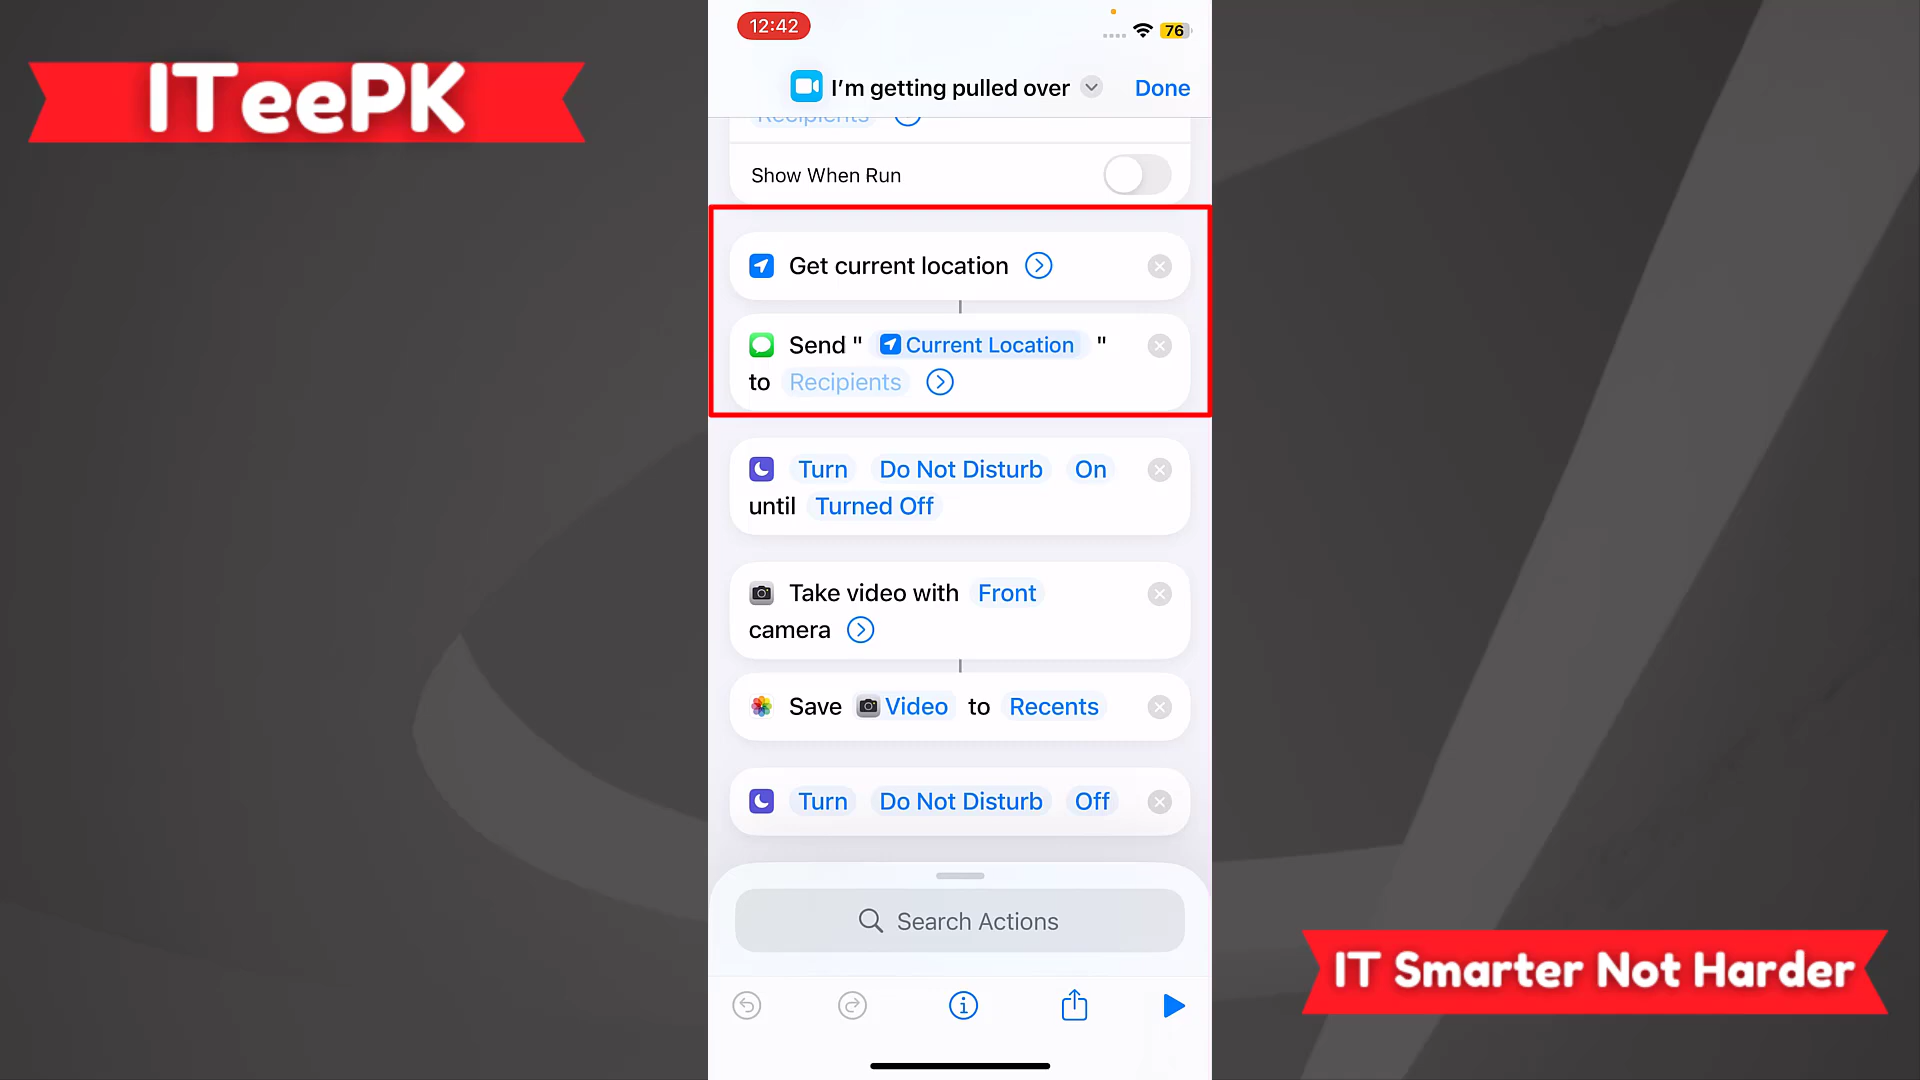 ITeePK
12:42
76
I’m getting pulled over
Done
Recipients
Show When Run
Get current location
Send " Current Location "
to Recipients
Turn Do Not Disturb On
until Turned Off
Take video with Front
camera
Save Video to Recents
Turn Do Not Disturb Off
Search Actions
IT Smarter Not Harder